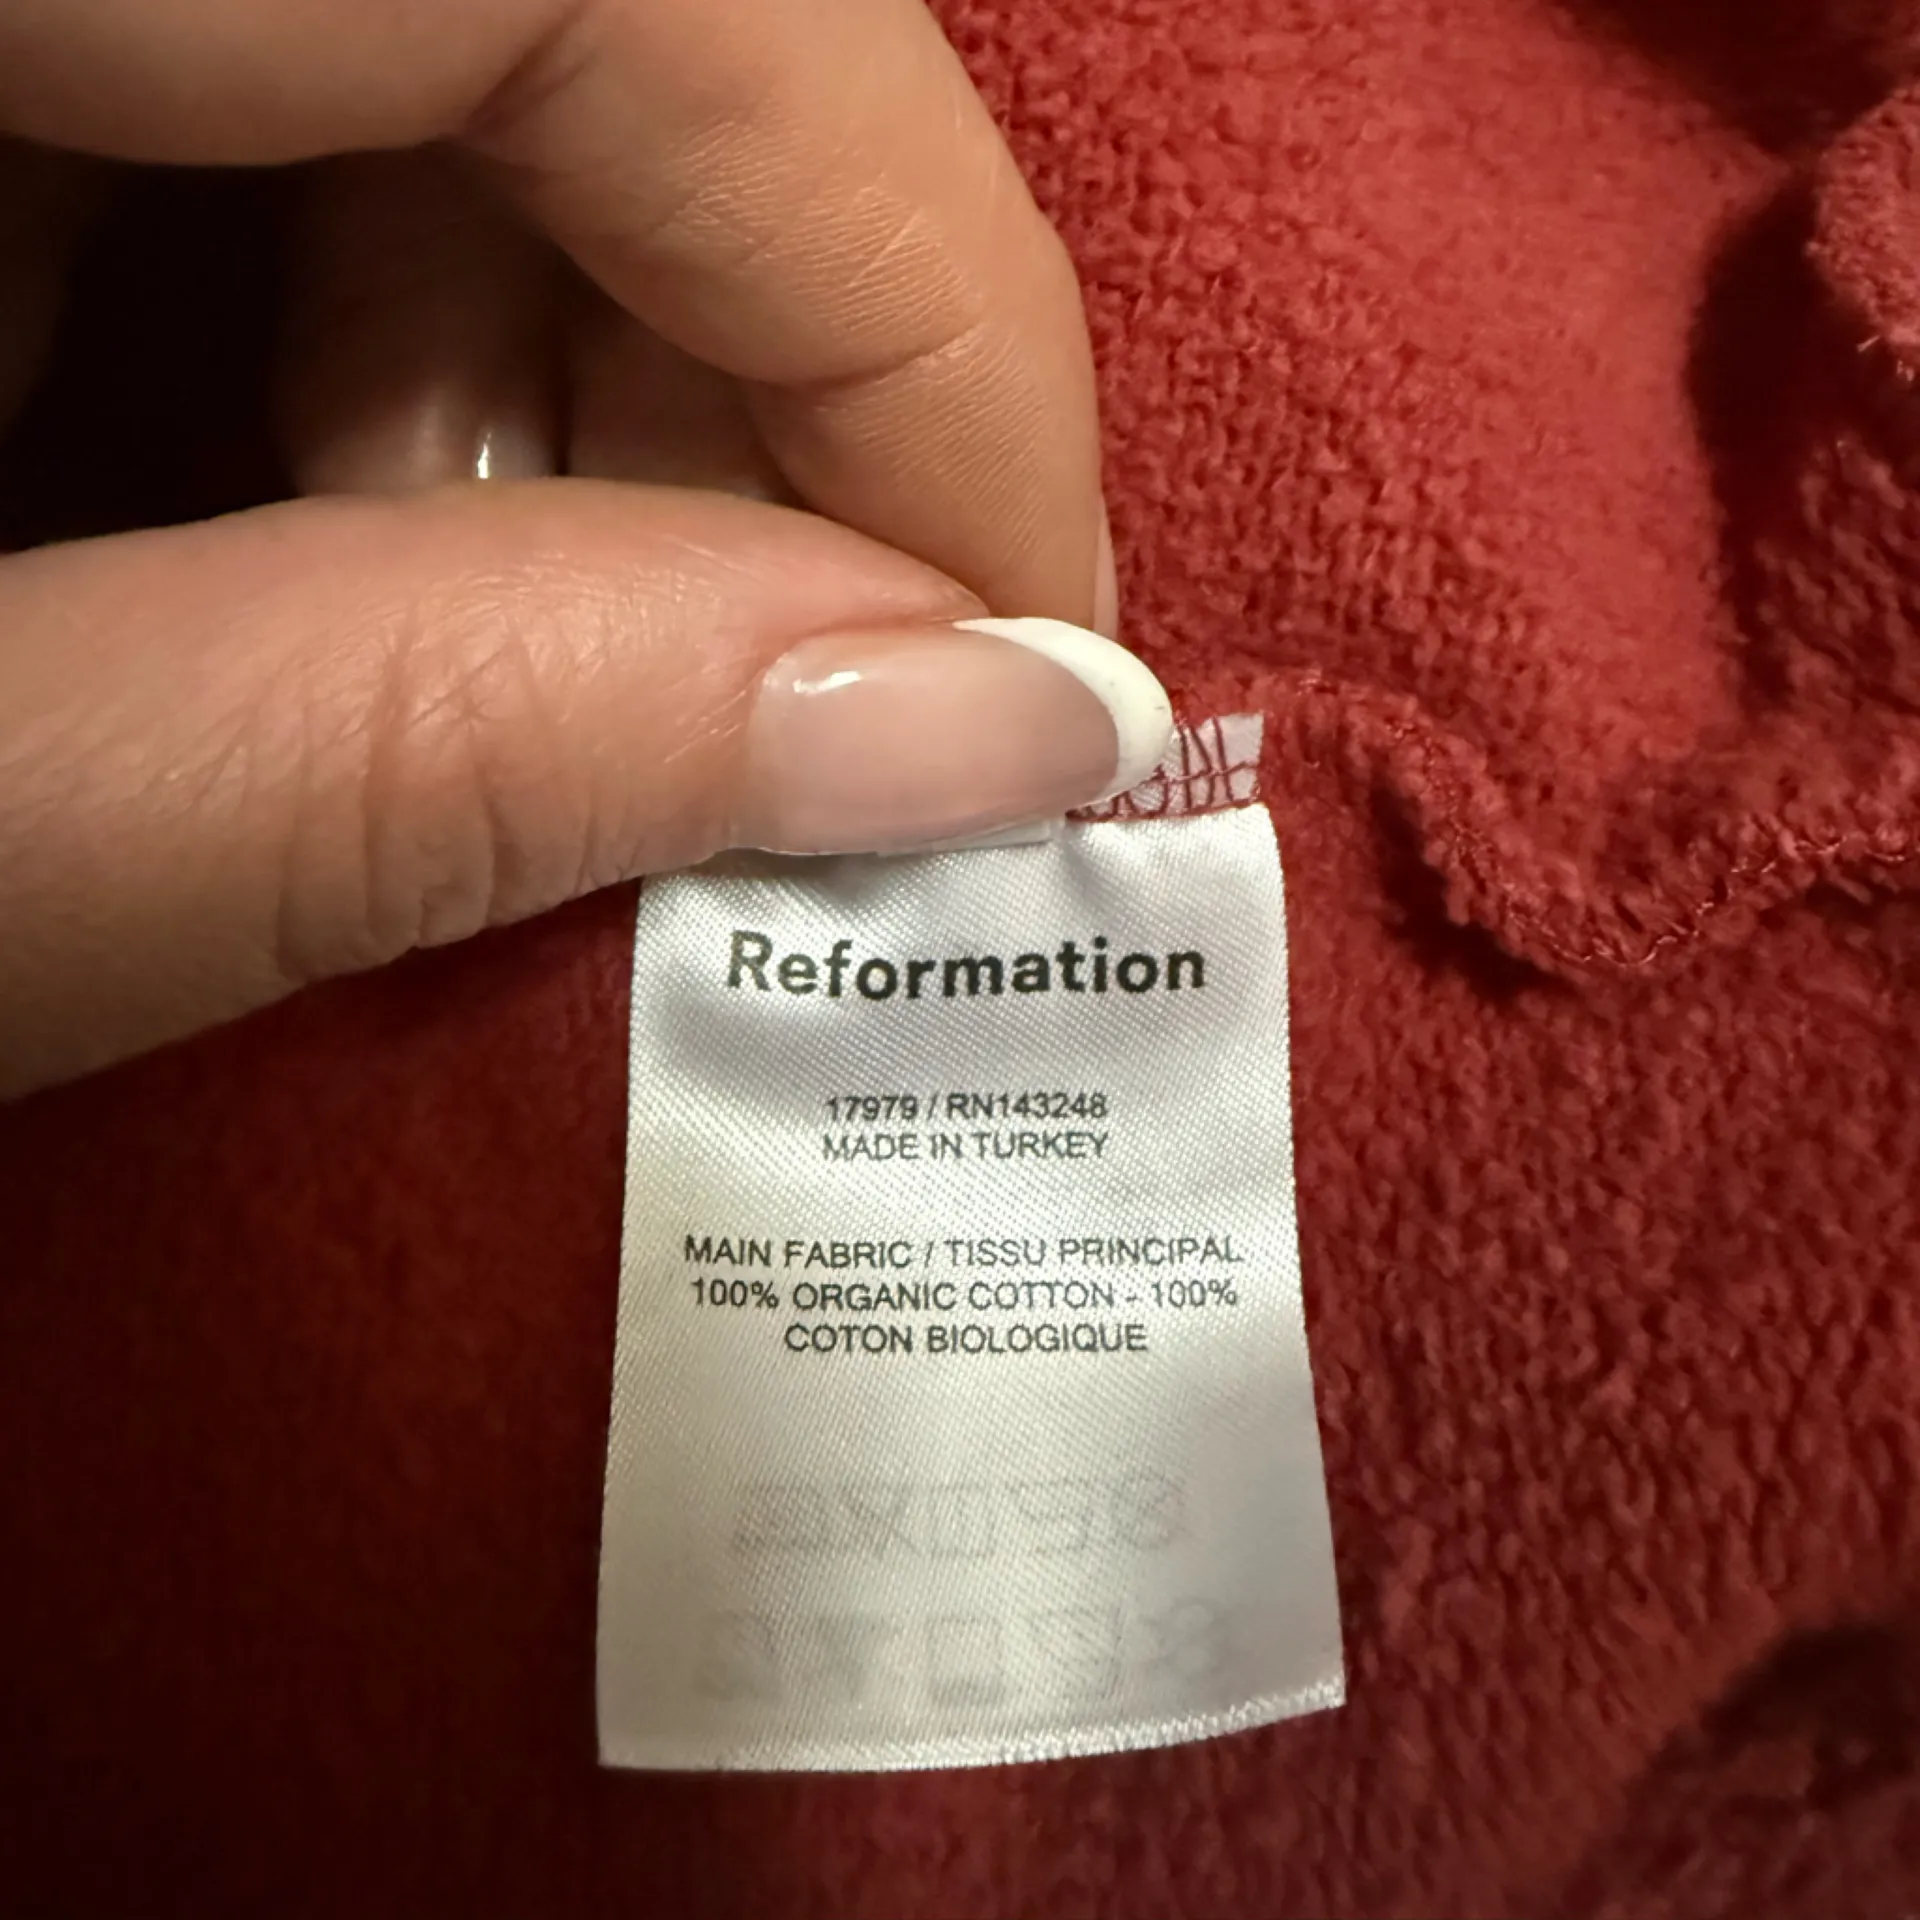 Reformation
17979 / RN143248
MADE IN TURKEY
MAIN FABRIC / TISSU PRINCIPAL
100% ORGANIC COTTON - 100%
COTON BIOLOGIQUE